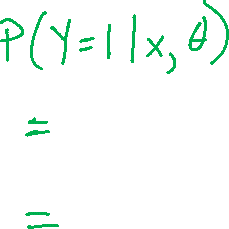 P(Y=1|x, θ)
=
=